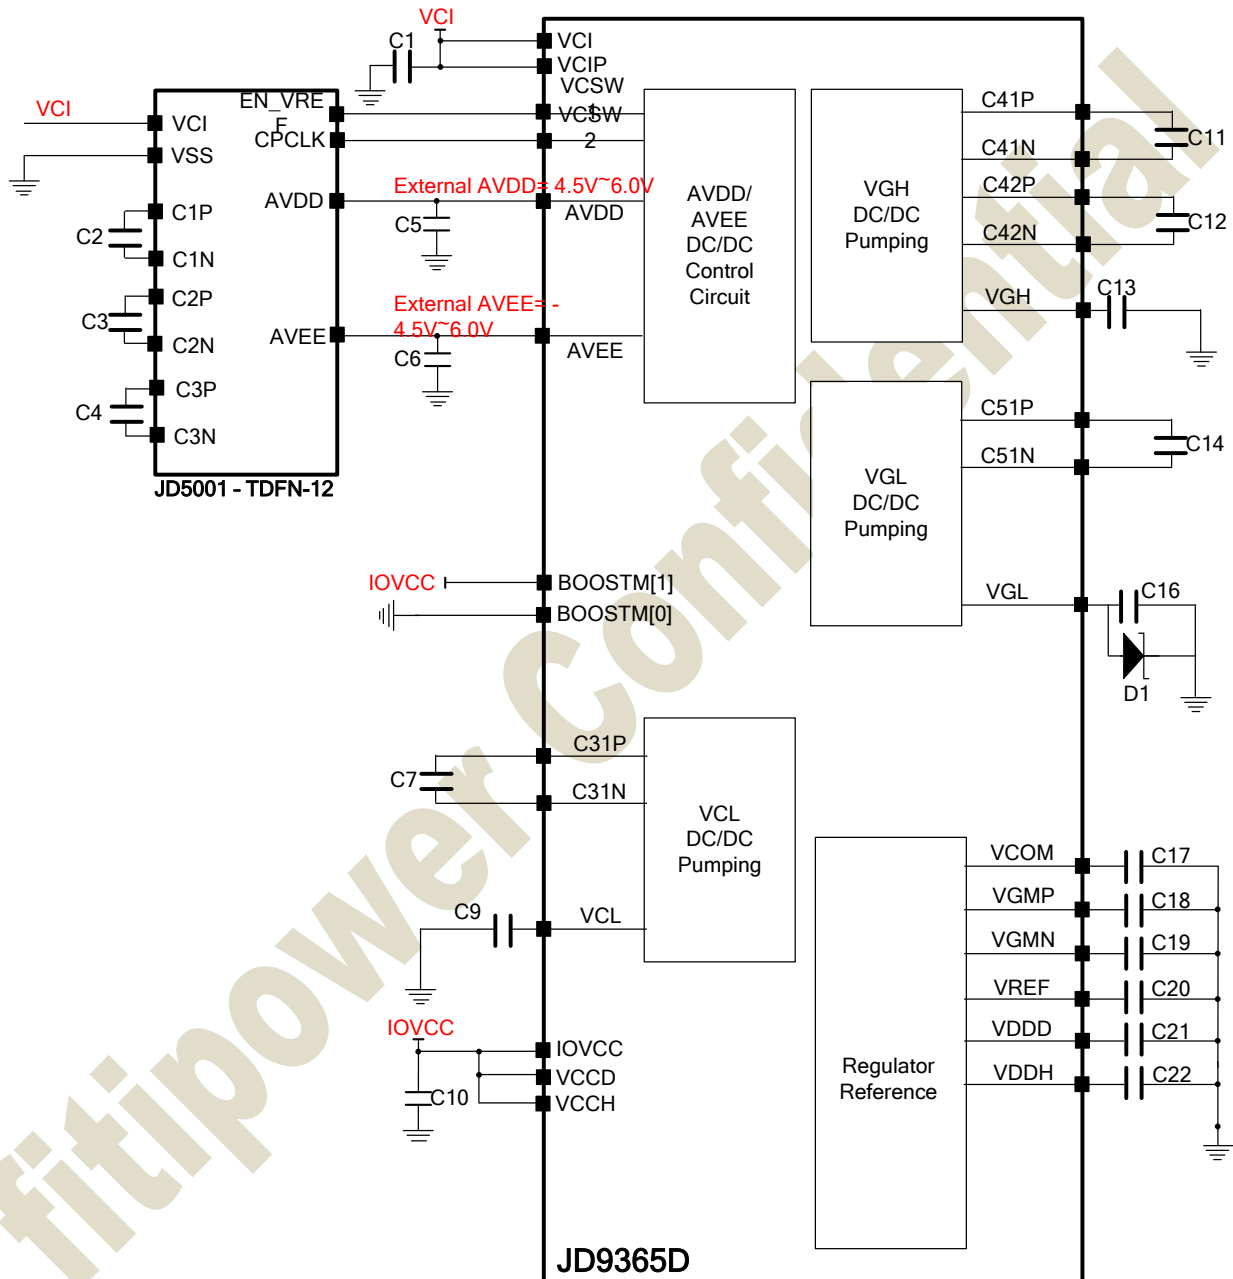 VCI
C1
VCI
VCIP
VCSW
1
VCSW
2
VCI
EN_VRE
F
VCI
CPCLK
VSS
External AVDD= 4.5V~6.0V
AVDD
AVDD
C5
C1P
C2
C1N
C2P
C3
C2N
External AVEE= -
4.5V~6.0V
AVEE
AVEE
C6
C3P
C4
C3N
JD5001 - TDFN-12
AVDD/
AVEE
DC/DC
Control
Circuit
VGH
DC/DC
Pumping
C41P
C41N
C11
C42P
C42N
C12
VGH
C13
VGL
DC/DC
Pumping
C51P
C51N
C14
VGL
C16
D1
IOVCC
BOOSTM[1]
BOOSTM[0]
C31P
C7
C31N
VCL
DC/DC
Pumping
C9
VCL
IOVCC
IOVCC
VCCD
C10
VCCH
Regulator
Reference
VCOM
C17
VGMP
C18
VGMN
C19
VREF
C20
VDDD
C21
VDDH
C22
JD9365D
fitipower Confidential